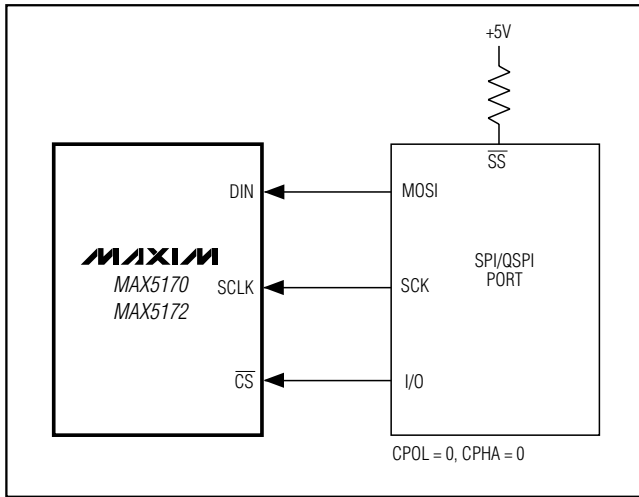 +5V
SS
DIN
MOSI
MAXIM
MAX5170
MAX5172
SCLK
SCK
SPI/QSPI
PORT
CS
I/O
CPOL = 0, CPHA = 0